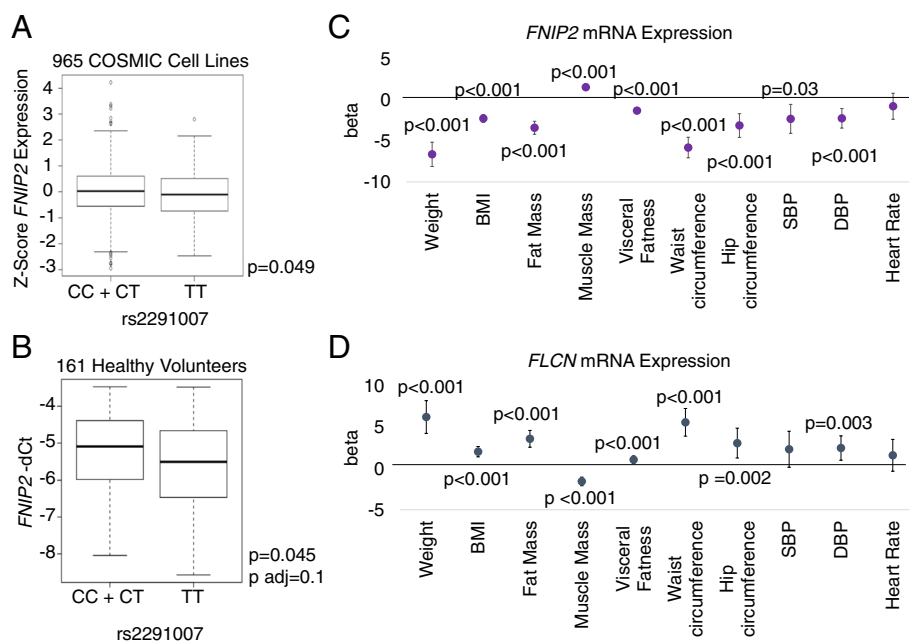 A
965 COSMIC Cell Lines
Z-Score FNIP2 Expression
4
3
2
1
0
-1
-2
-3
CC + CT
TT
p=0.049
rs2291007
B
161 Healthy Volunteers
FNIP2 -dCt
-4
-5
-6
-7
-8
CC + CT
TT
p=0.045
p adj=0.1
rs2291007
C
FNIP2 mRNA Expression
beta
5
0
-5
-10
p<0.001
p<0.001
p<0.001
p<0.001
p<0.001
p<0.001
p<0.001
p=0.03
p<0.001
Weight
BMI
Fat Mass
Muscle Mass
Visceral
Fatness
Waist
circumference
Hip
circumference
SBP
DBP
Heart Rate
D
FLCN mRNA Expression
beta
10
5
0
-5
p<0.001
p<0.001
p<0.001
p <0.001
p<0.001
p<0.001
p =0.002
p=0.003
Weight
BMI
Fat Mass
Muscle Mass
Visceral
Fatness
Waist
circumference
Hip
circumference
SBP
DBP
Heart Rate